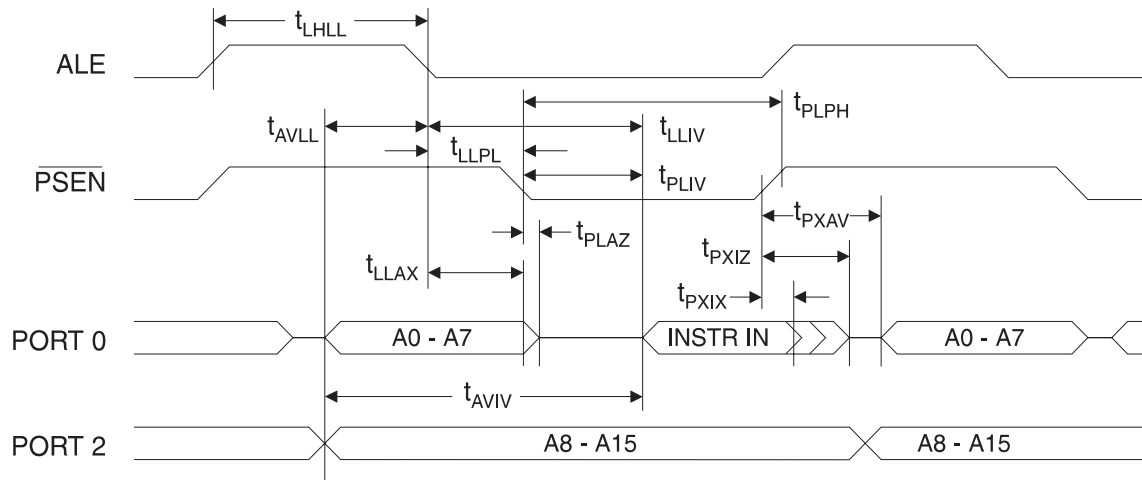 tLHLL
ALE
tPLPH
tAVLL
tLLIV
tLLPL
PSEN
tPLIV
tPXAV
tPLAZ
tPXIZ
tLLAX
tPXIX
PORT 0
A0 - A7
INSTR IN
A0 - A7
tAVIV
PORT 2
A8 - A15
A8 - A15